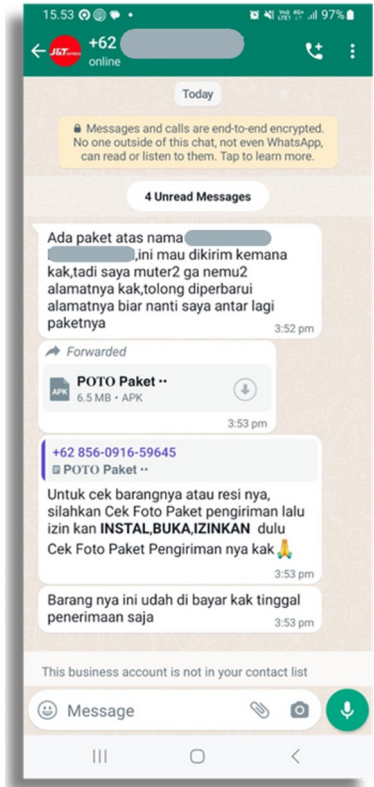 15.53
97%
J&T EXPRESS
+62
online
Today
Messages and calls are end-to-end encrypted.
No one outside of this chat, not even WhatsApp,
can read or listen to them. Tap to learn more.
4 Unread Messages
Ada paket atas nama
,ini mau dikirim kemana
kak,tadi saya muter2 ga nemu2
alamatnya kak,tolong diperbarui
alamatnya biar nanti saya antar lagi
paketnya
3:52 pm
Forwarded
APK
POTO Paket ··
6.5 MB • APK
3:53 pm
+62 856-0916-59645
POTO Paket ··
Untuk cek barangnya atau resi nya,
silahkan Cek Foto Paket pengiriman lalu
izin kan INSTAL,BUKA,IZINKAN dulu
Cek Foto Paket Pengiriman nya kak🙏
3:53 pm
Barang nya ini udah di bayar kak tinggal
penerimaan saja
3:53 pm
This business account is not in your contact list
Message